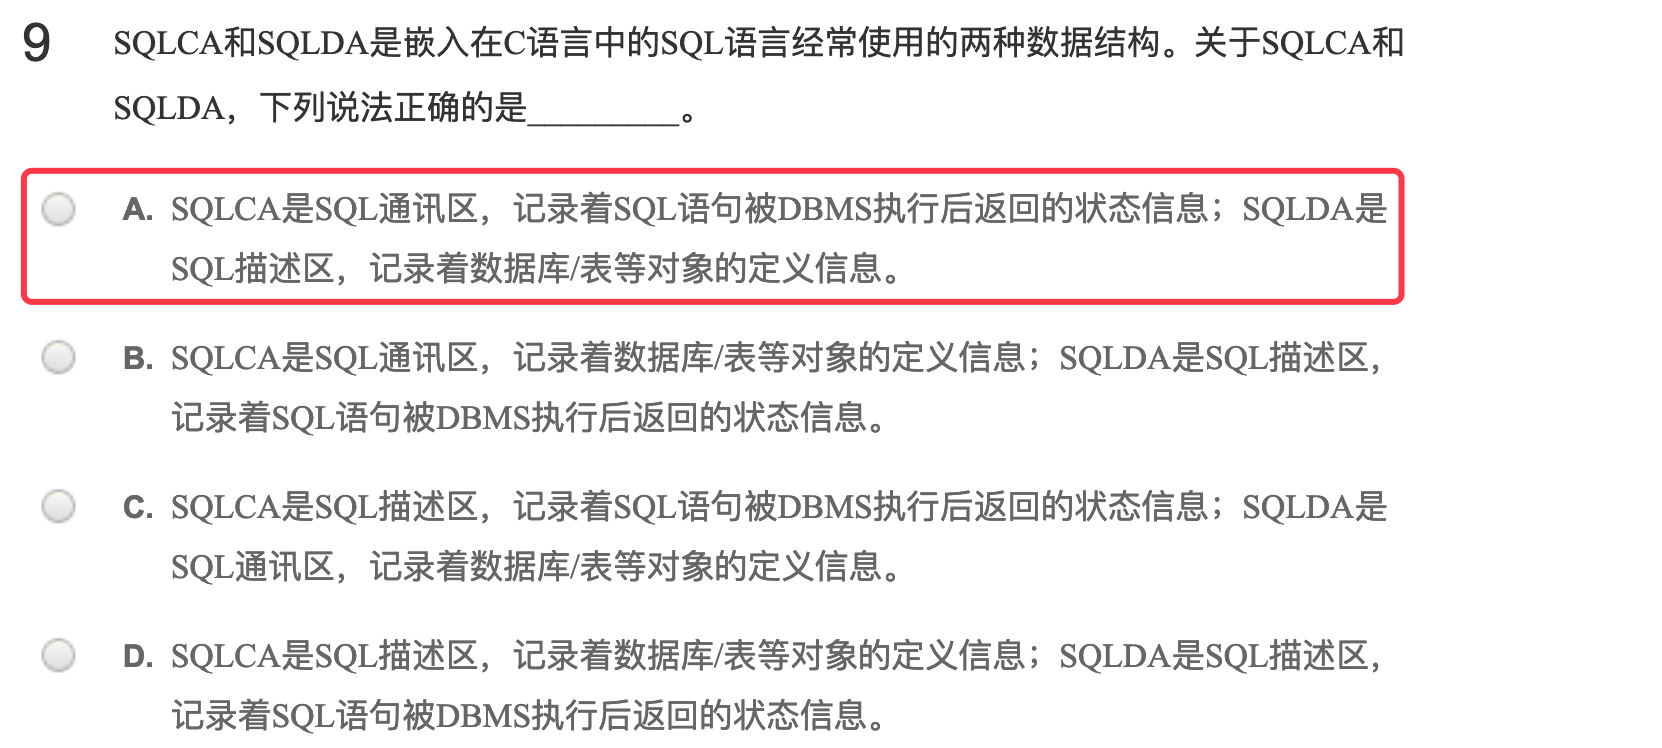 9 SQLCA和SQLDA是嵌入在C语言中的SQL语言经常使用的两种数据结构。关于SQLCA和
SQLDA，下列说法正确的是_________。
A. SQLCA是SQL通讯区，记录着SQL语句被DBMS执行后返回的状态信息；SQLDA是
SQL描述区，记录着数据库/表等对象的定义信息。
B. SQLCA是SQL通讯区，记录着数据库/表等对象的定义信息；SQLDA是SQL描述区，
记录着SQL语句被DBMS执行后返回的状态信息。
C. SQLCA是SQL描述区，记录着SQL语句被DBMS执行后返回的状态信息；SQLDA是
SQL通讯区，记录着数据库/表等对象的定义信息。
D. SQLCA是SQL描述区，记录着数据库/表等对象的定义信息；SQLDA是SQL描述区，
记录着SQL语句被DBMS执行后返回的状态信息。